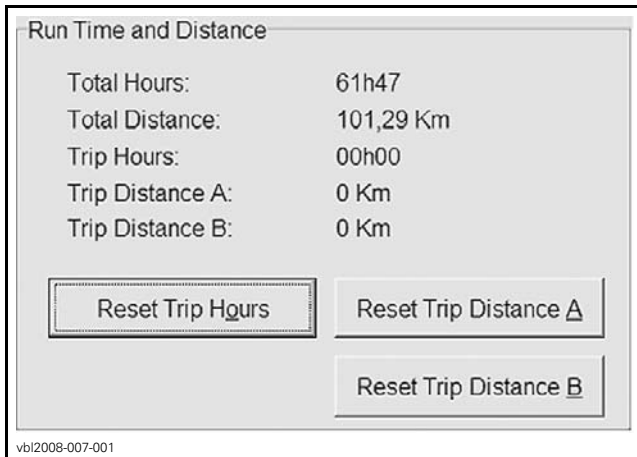 Run Time and Distance
Total Hours: 61h47
Total Distance: 101,29 Km
Trip Hours: 00h00
Trip Distance A: 0 Km
Trip Distance B: 0 Km
Reset Trip Hours Reset Trip Distance A
Reset Trip Distance B
vbl2008-007-001